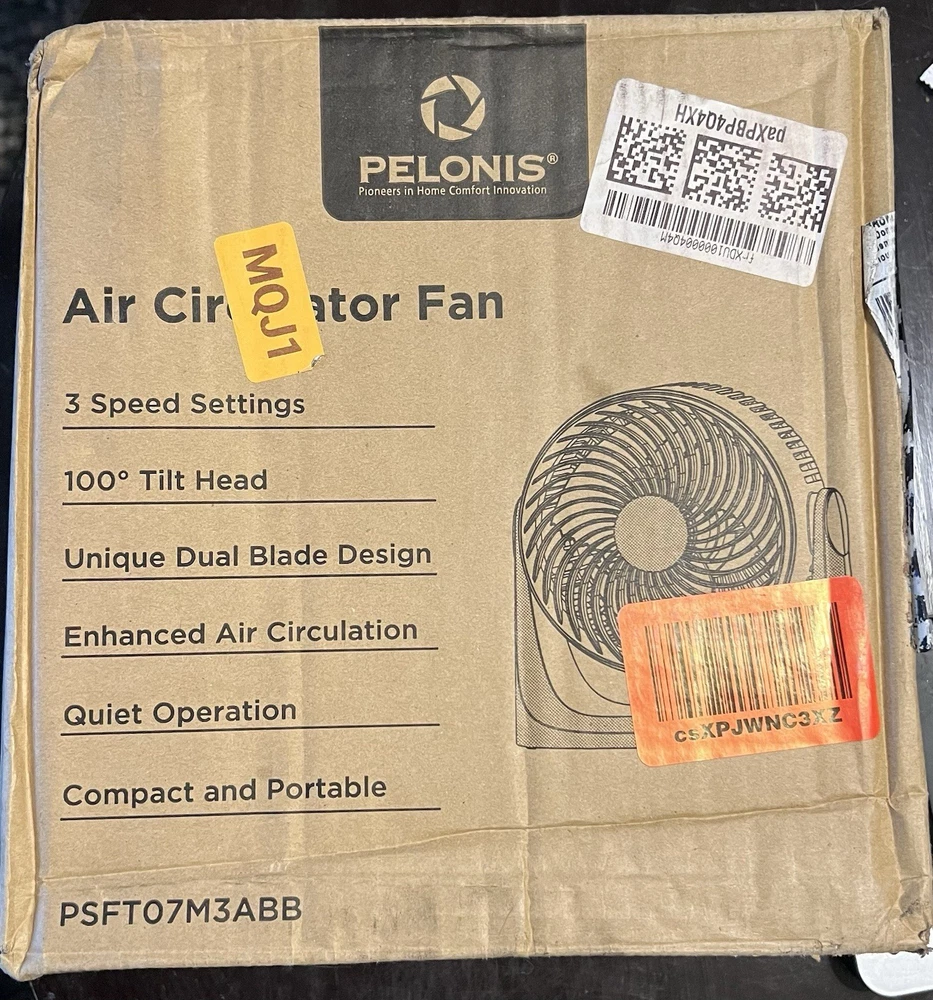 PELONIS®
Pioneers in Home Comfort Innovation
paXPBP4Q4XH
MQJ1
Air Cir ator Fan
3 Speed Settings
100° Tilt Head
Unique Dual Blade Design
Enhanced Air Circulation
Quiet Operation
Compact and Portable
csXPJWNC3XZ
PSFT07M3ABB